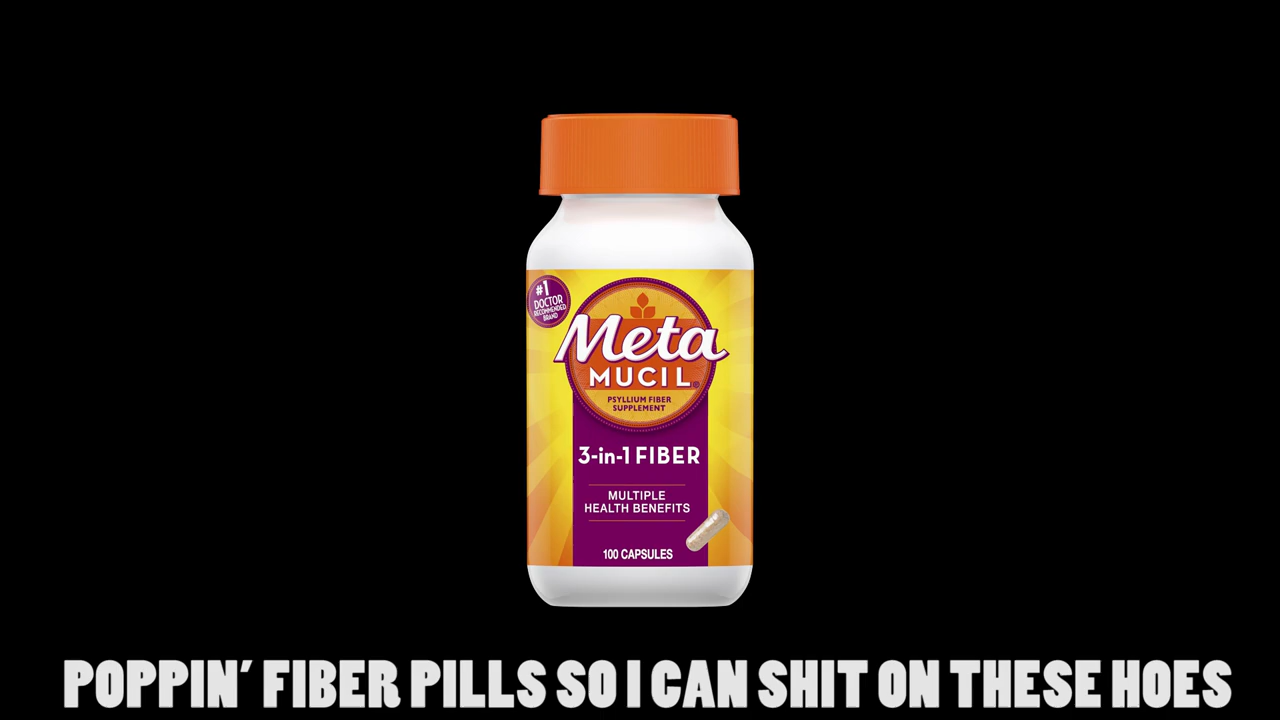 #1
DOCTOR
RECOMMENDED
BRAND
Meta
MUCIL®
PSYLLIUM FIBER
SUPPLEMENT
3-in-1 FIBER
MULTIPLE
HEALTH BENEFITS
100 CAPSULES
POPPIN' FIBER PILLS SO I CAN SHIT ON THESE HOES